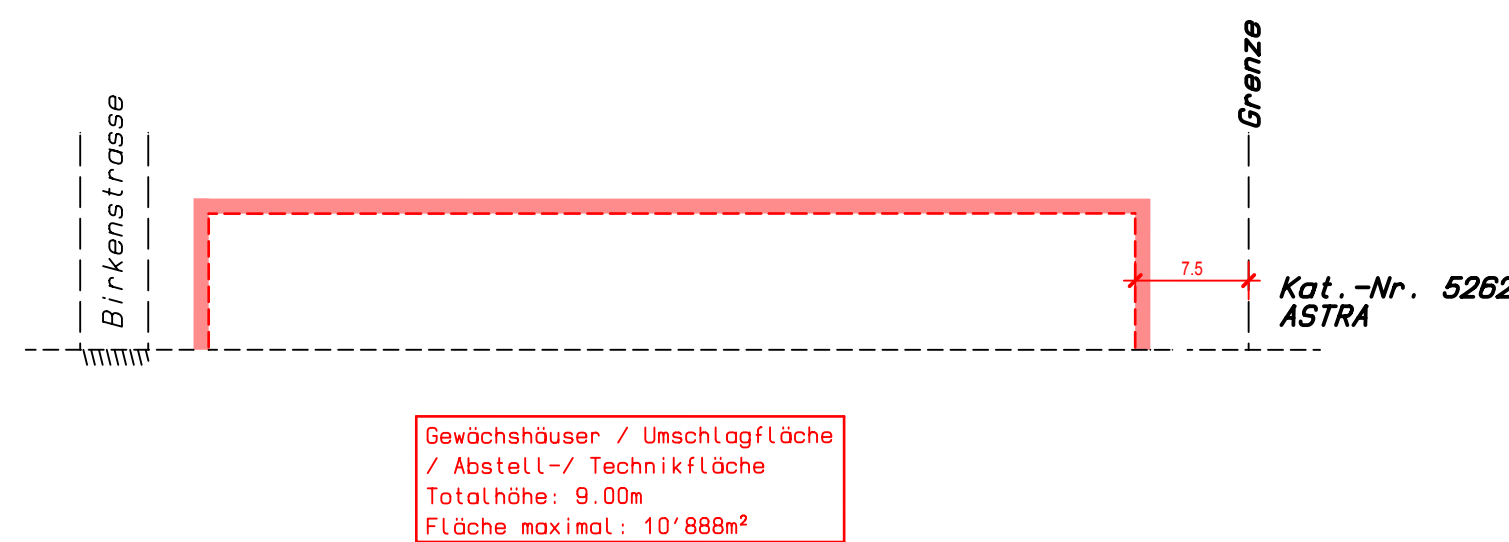 Birkenstrasse
Grenze
7.5
Kat.-Nr. 5262
ASTRA
Gewächshäuser / Umschlagfläche
/ Abstell-/ Technikfläche
Totalhöhe: 9.00m
Fläche maximal: 10'888m²